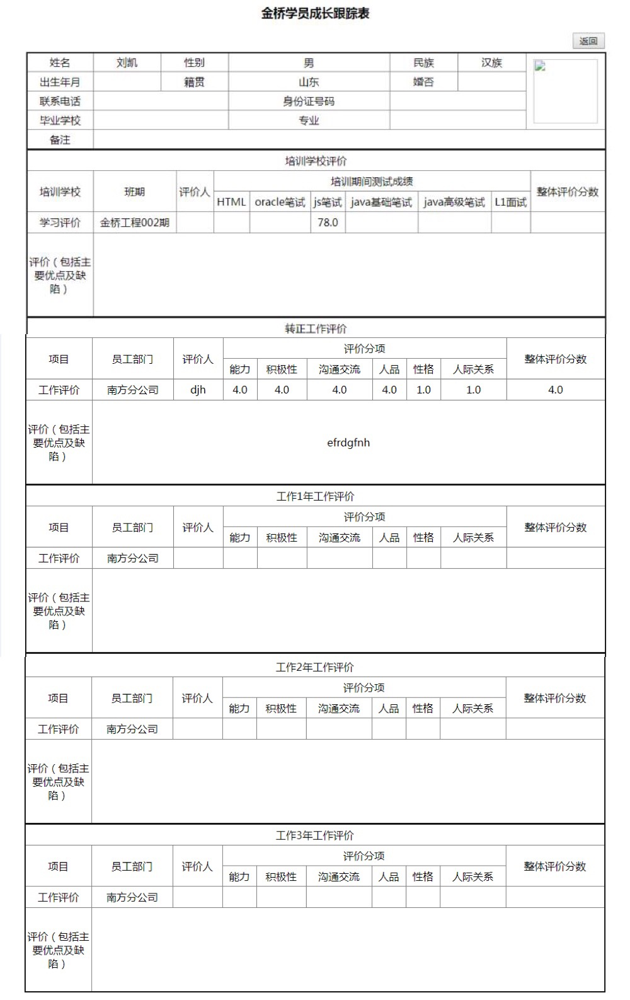 金桥学员成长跟踪表
返回
姓名 刘凯 性别 男 民族 汉族
出生年月 籍贯 山东 婚否
联系电话 身份证号码
毕业学校 专业
备注
培训学校评价
培训学校 班期 评价人 培训期间测试成绩 整体评价分数
HTML oracle笔试 js笔试 java基础笔试 java高级笔试 L1面试
学习评价 金桥工程002期 78.0
评价（包括主
要优点及缺
陷）
转正工作评价
项目 员工部门 评价人 评价分项 整体评价分数
能力 积极性 沟通交流 人品 性格 人际关系
工作评价 南方分公司 djh 4.0 4.0 4.0 4.0 1.0 1.0 4.0
评价（包括主
要优点及缺
陷）
efrdgfnh
工作1年工作评价
项目 员工部门 评价人 评价分项 整体评价分数
能力 积极性 沟通交流 人品 性格 人际关系
工作评价 南方分公司
评价（包括主
要优点及缺
陷）
工作2年工作评价
项目 员工部门 评价人 评价分项 整体评价分数
能力 积极性 沟通交流 人品 性格 人际关系
工作评价 南方分公司
评价（包括主
要优点及缺
陷）
工作3年工作评价
项目 员工部门 评价人 评价分项 整体评价分数
能力 积极性 沟通交流 人品 性格 人际关系
工作评价 南方分公司
评价（包括主
要优点及缺
陷）